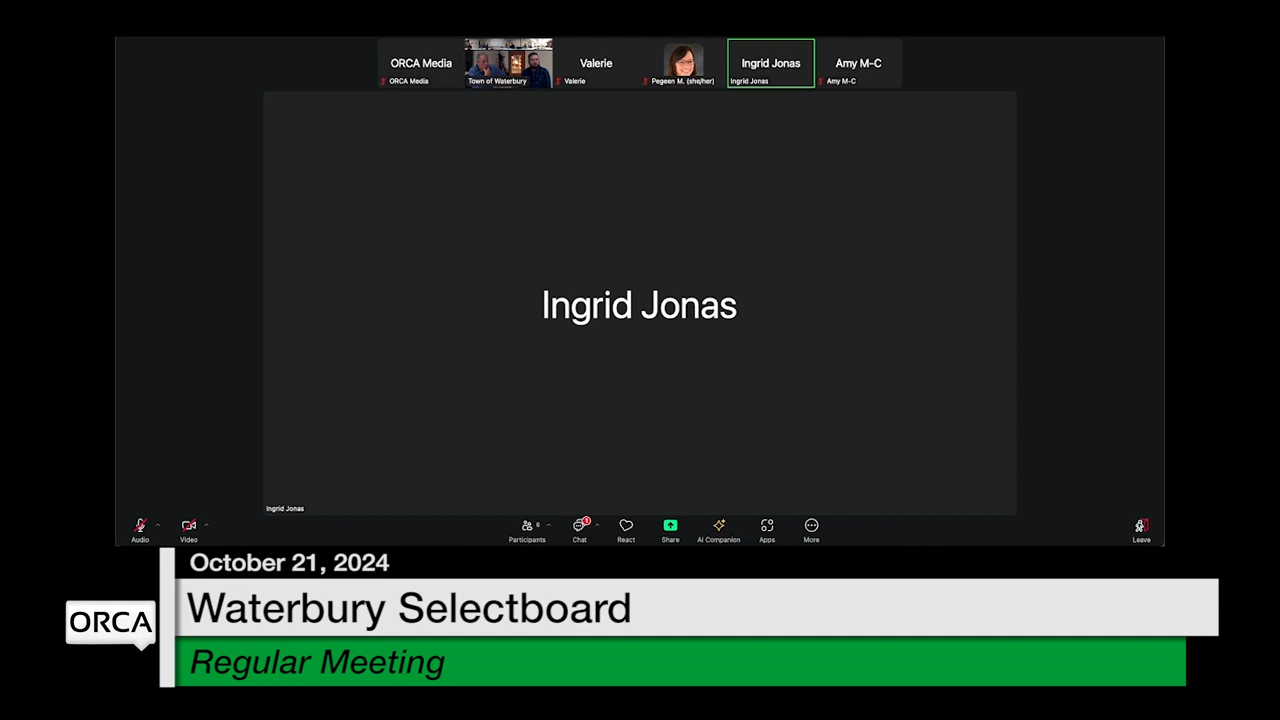 ORCA Media
Valerie
Ingrid Jonas
Amy M-C
ORCA Media
Town of Waterbury
Valerie
Pegeen M. (she/her)
Ingrid Jonas
Amy M-C
Ingrid Jonas
Ingrid Jonas
6
1
Audio
Video
Participants
Chat
React
Share
AI Companion
Apps
More
Leave
October 21, 2024
Waterbury Selectboard
ORCA
Regular Meeting